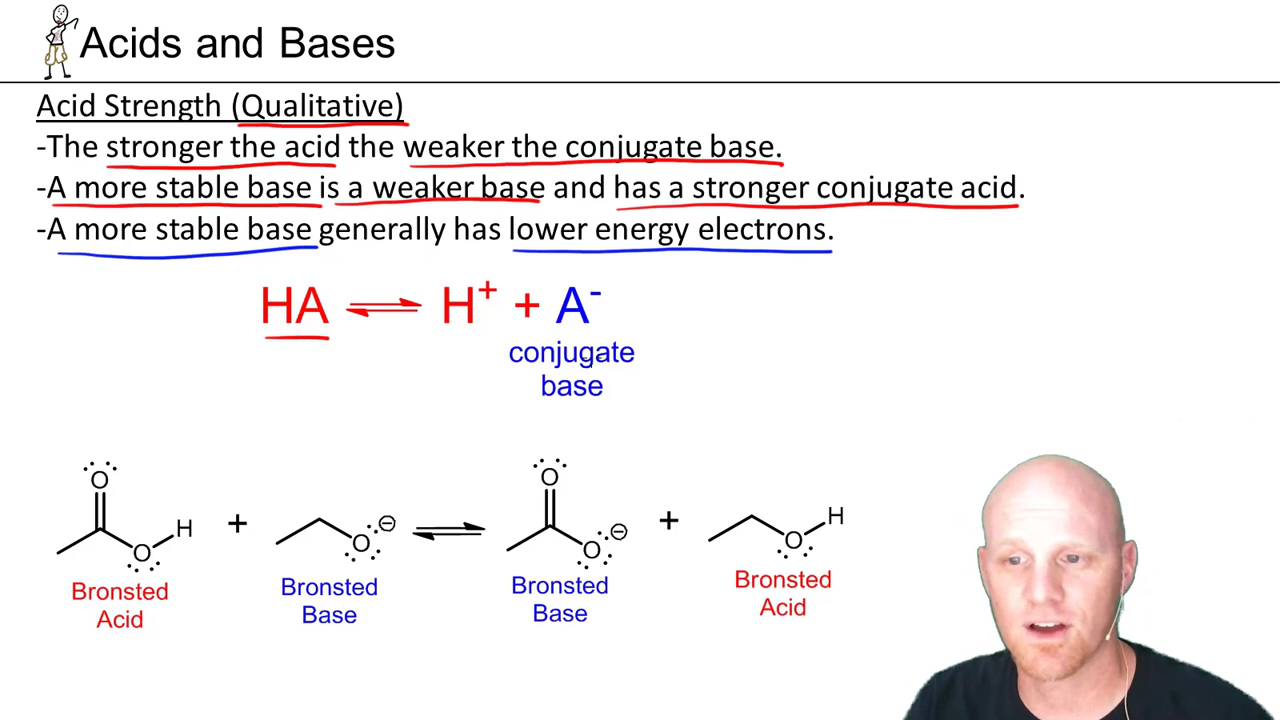 Acids and Bases
Acid Strength (Qualitative)
-The stronger the acid the weaker the conjugate base.
-A more stable base is a weaker base and has a stronger conjugate acid.
-A more stable base generally has lower energy electrons.
HA ⇌ H⁺ + A⁻
conjugate
base
O O H + O ⊖ ⇌ O O ⊖ + O H
Bronsted Acid
Bronsted Base
Bronsted Base
Bronsted Acid